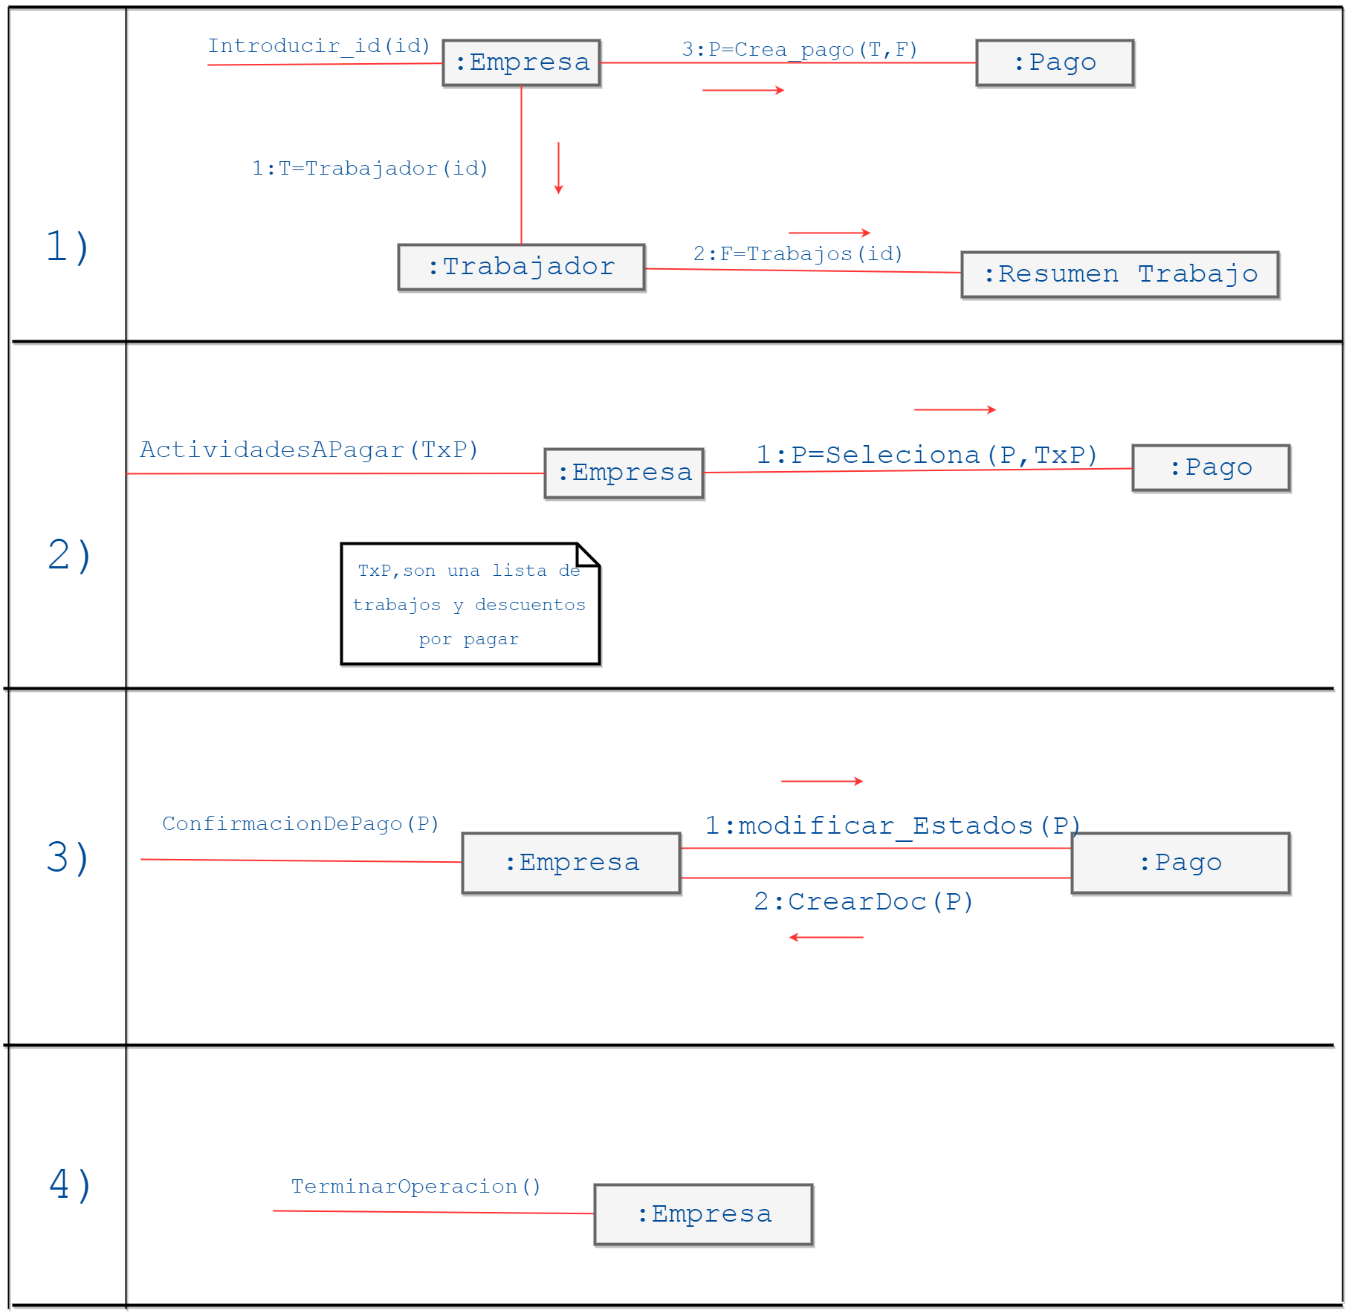 Introducir_id(id)
:Empresa
3:P=Crea_pago(T,F)
:Pago
1:T=Trabajador(id)
1)
:Trabajador
2:F=Trabajos(id)
:Resumen Trabajo
ActividadesAPagar(TxP)
:Empresa
1:P=Seleciona(P,TxP)
:Pago
2)
TxP,son una lista de
trabajos y descuentos
por pagar
3)
ConfirmacionDePago(P)
:Empresa
1:modificar_Estados(P)
:Pago
2:CrearDoc(P)
4)
TerminarOperacion()
:Empresa